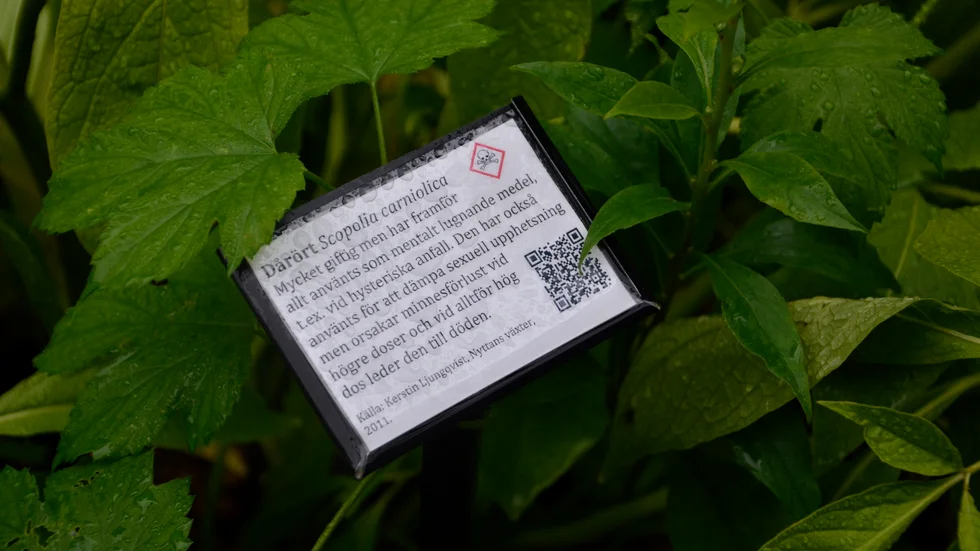 Dårört Scopolia carniolica
Mycket giftig men har framför
allt använts som mentalt lugnande medel,
t.ex. vid hysteriska anfall. Den har också
använts för att dämpa sexuell upphetsning
men orsakar minnesförlust vid
högre doser och vid alltför hög
dos leder den till döden.
Källa: Kerstin Ljungqvist, Nyttans växter,
2011.